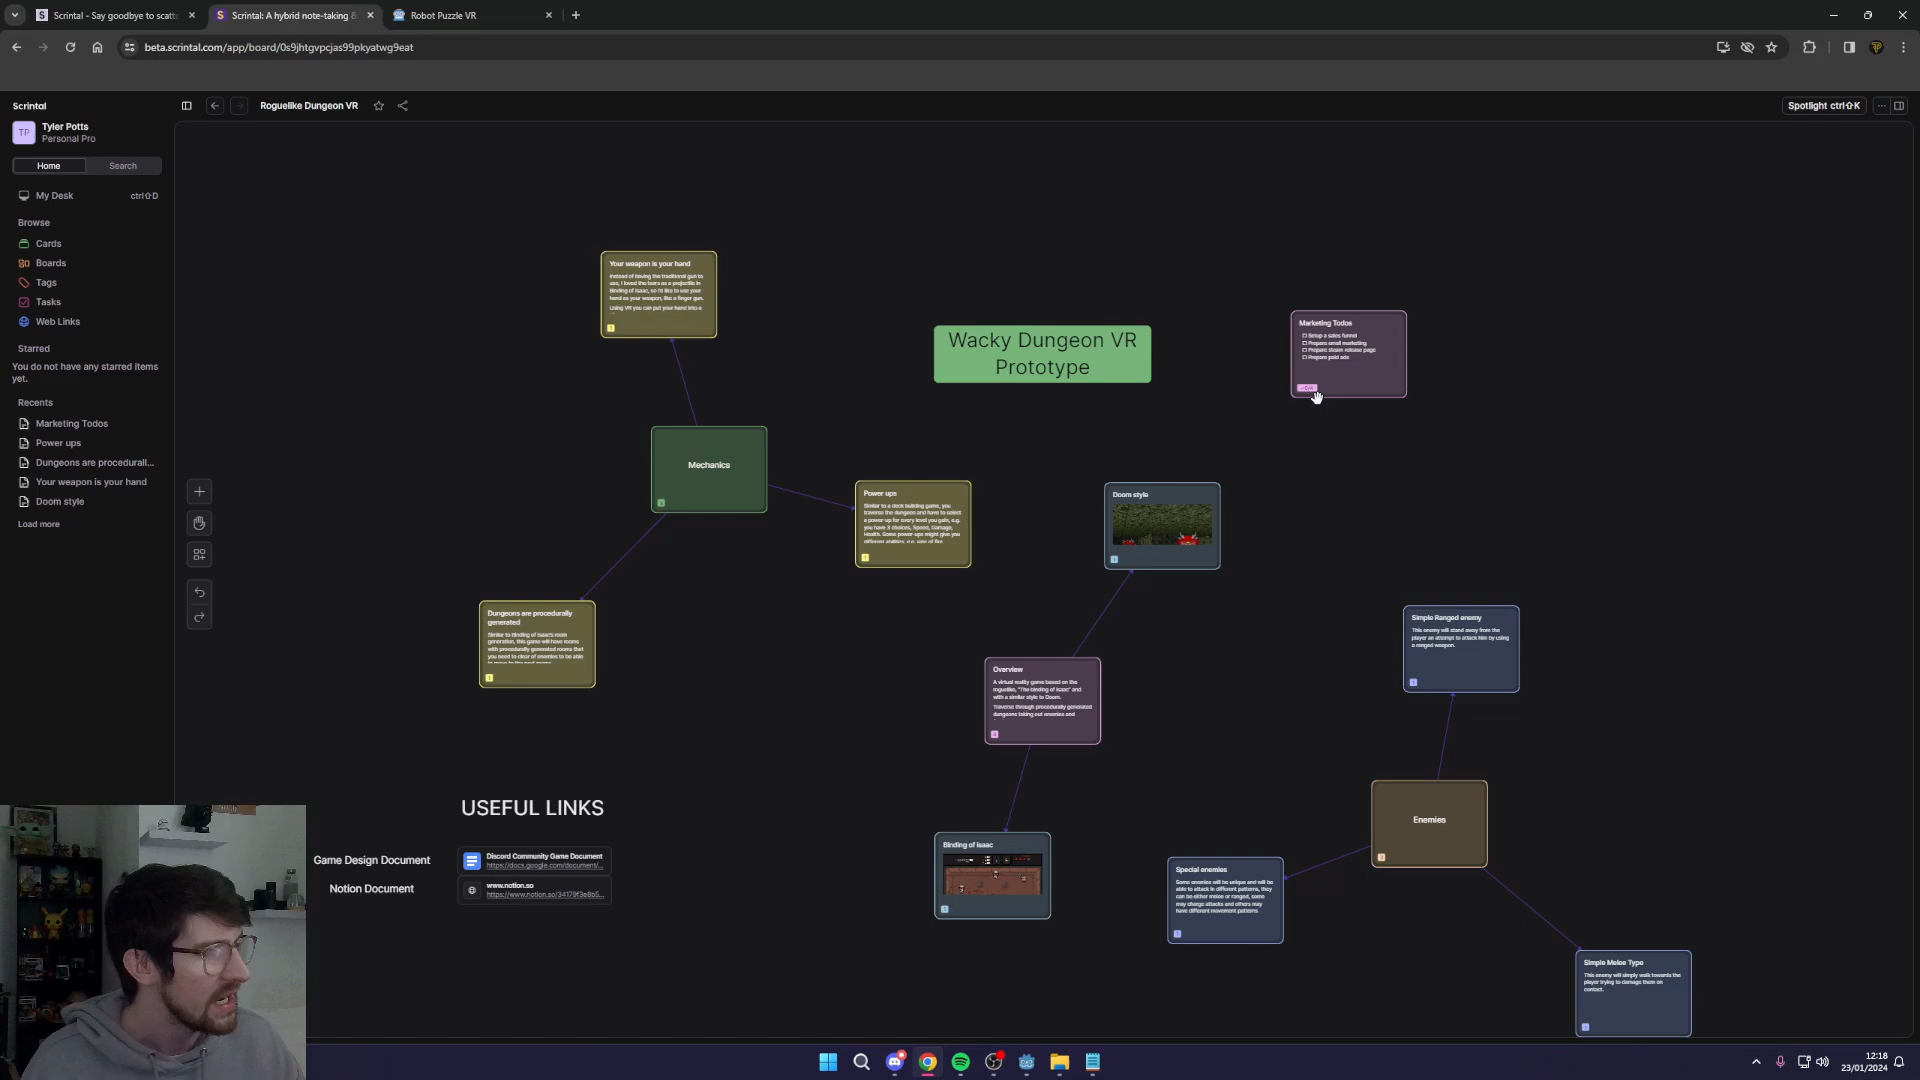 Scrintal - Say goodbye to scatt
Scrintal: A hybrid note-taking &
Robot Puzzle VR
beta.scrintal.com/app/board/0s9jhtgvpcjas99pkyatwg9eat
Scrintal
Roguelike Dungeon VR
Spotlight ctrl⇧K
TP
Tyler Potts
Personal Pro
Home
Search
My Desk
ctrl⇧D
Browse
Cards
Boards
Tags
Tasks
Web Links
Starred
You do not have any starred items
yet.
Recents
Marketing Todos
Power ups
Dungeons are procedurall...
Your weapon is your hand
Doom style
Load more
Your weapon is your hand
Instead of having the traditional gun to
use, I loved the tears as a projectile in
Binding of Isaac, so I'd like to use your
hand as your weapon, like a finger gun.
Using VR you can put your hand into a
Wacky Dungeon VR
Prototype
Marketing Todos
Setup a sales funnel
Prepare email marketing
Prepare steam release page
Prepare paid ads
Mechanics
Power ups
Similar to a deck building game, you
traverse the dungeon and have to select
a power-up for every level you gain, e.g.
you have 3 choices, Speed, Damage,
Health. Some power-ups might give you
different abilities, e.g. rate of fire
Doom style
Dungeons are procedurally
generated
Similar to Binding of Isaac's room
generation, this game will have rooms
with procedurally generated rooms that
you need to clear of enemies to be able
Simple Ranged enemy
This enemy will stand away from the
player an attempt to attack him by using
a ranged weapon.
Overview
A virtual reality game based on the
roguelike, "The binding of Isaac" and
with a similar style to Doom.
Traverse through procedurally generated
dungeons taking out enemies and
USEFUL LINKS
Game Design Document
Discord Community Game Document
https://docs.google.com/document/...
Notion Document
www.notion.so
https://www.notion.so/34179f3e8b5...
Binding of isaac
Enemies
Special enemies
Some enemies will be unique and will be
able to attack in different patterns, they
can be either melee or ranged, some
may charge attacks and others may
have different movement patterns
Simple Melee Type
This enemy will simply walk towards the
player trying to damage them on
contact.
12:18
23/01/2024